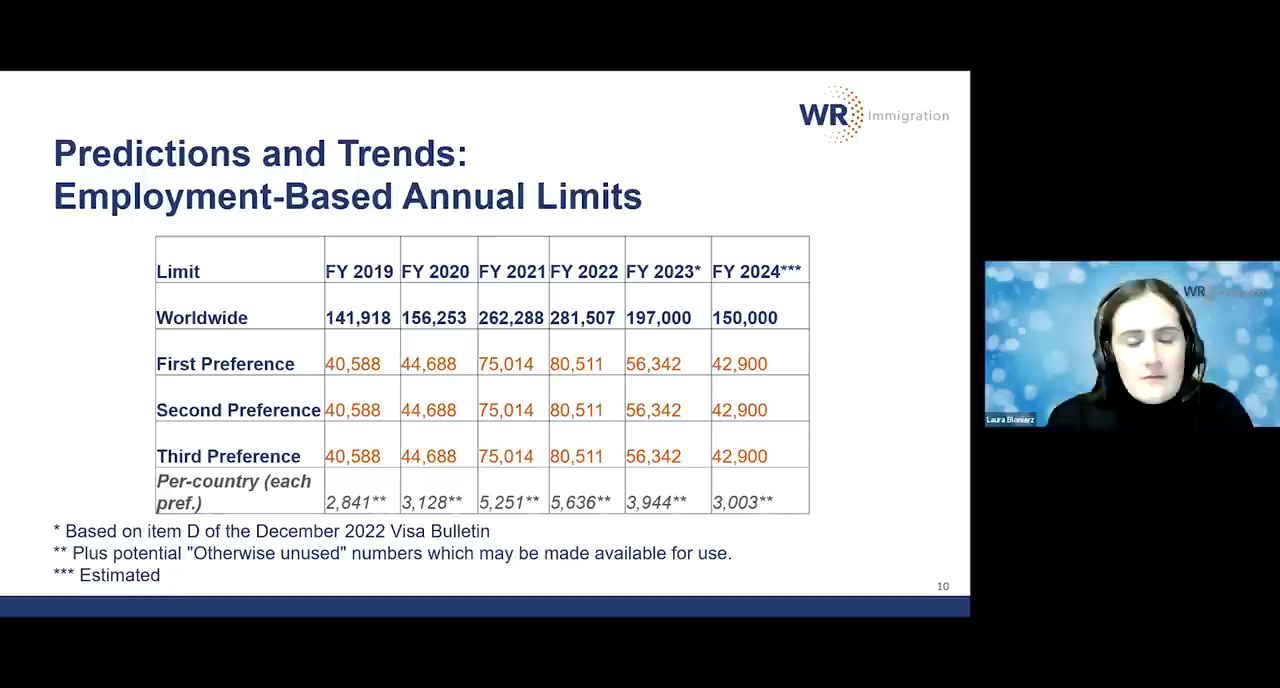 WR Immigration
Predictions and Trends:
Employment-Based Annual Limits
Limit FY 2019 FY 2020 FY 2021 FY 2022 FY 2023* FY 2024***
Worldwide 141,918 156,253 262,288 281,507 197,000 150,000
First Preference 40,588 44,688 75,014 80,511 56,342 42,900
Second Preference 40,588 44,688 75,014 80,511 56,342 42,900
Third Preference 40,588 44,688 75,014 80,511 56,342 42,900
Per-country (each
pref.) 2,841** 3,128** 5,251** 5,636** 3,944** 3,003**
* Based on item D of the December 2022 Visa Bulletin
** Plus potential "Otherwise unused" numbers which may be made available for use.
*** Estimated
10
WR
Laura Bloniarz